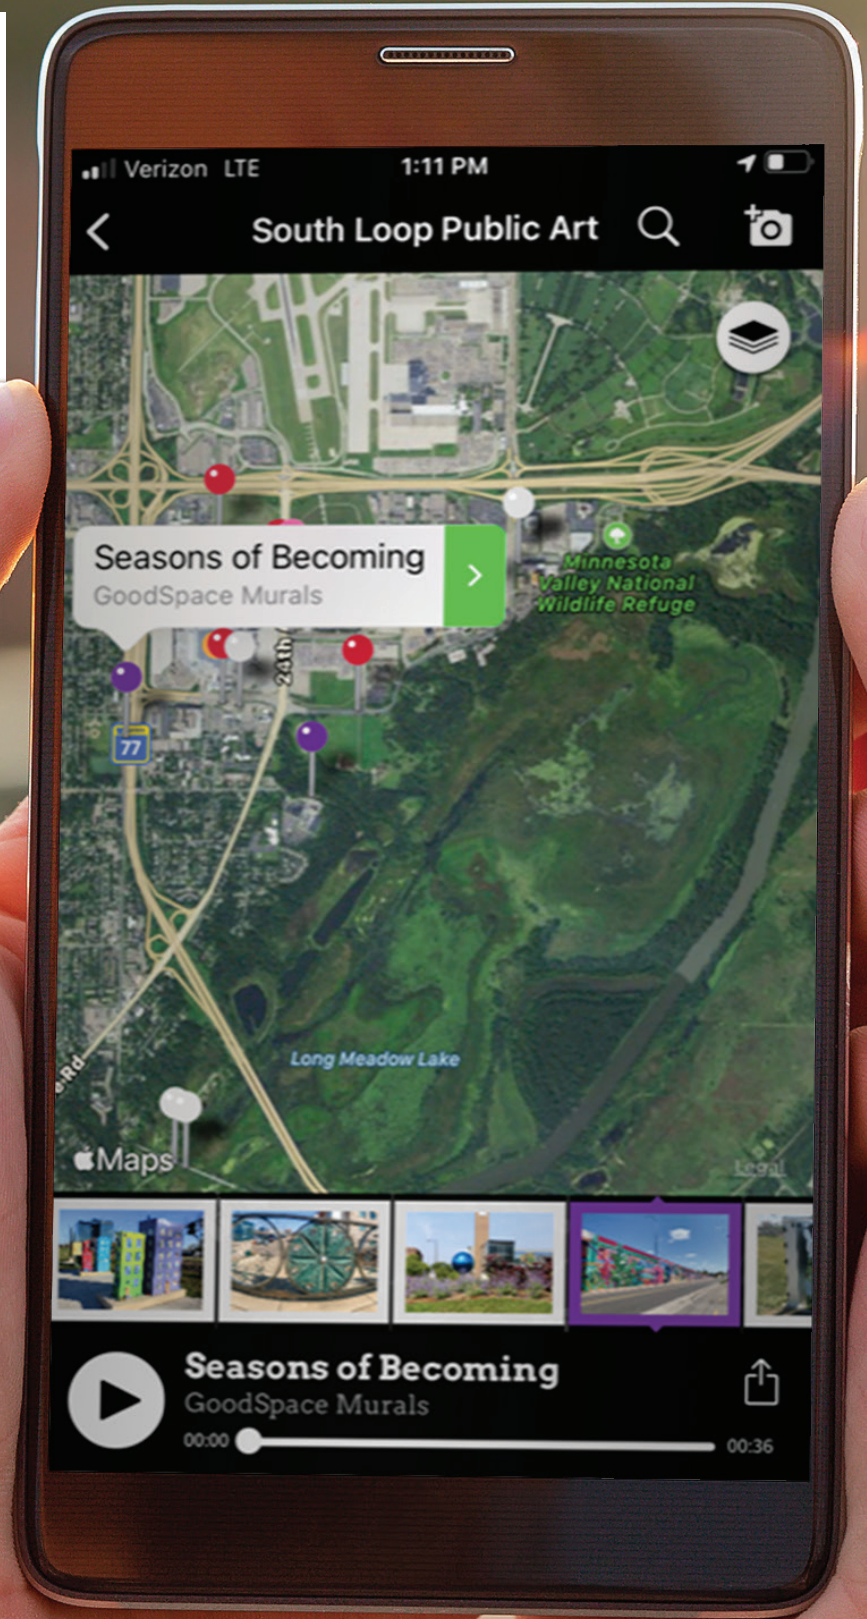 Verizon LTE
1:11 PM
South Loop Public Art
Seasons of Becoming
GoodSpace Murals
Minnesota
Valley National
Wildlife Refuge
24th
77
Long Meadow Lake
e Rd
Maps
Legal
Seasons of Becoming
GoodSpace Murals
00:00
00:36